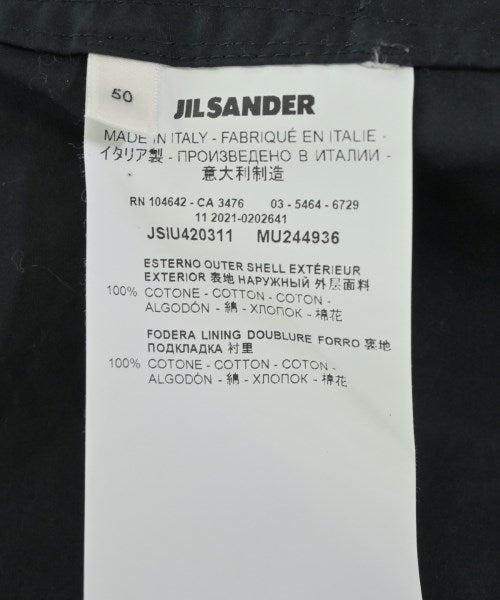 50
JIL SANDER
MADE IN ITALY - FABRIQUÉ EN ITALIE -
イタリア製 - ПРОИЗВЕДЕНО В ИТАЛИИ -
意大利制造
RN 104642 - CA 3476 03 - 5464 - 6729
11 2021-0202641
JSIU420311 MU244936
ESTERNO OUTER SHELL EXTÉRIEUR
EXTERIOR 表地 НАРУЖНЫЙ 外层面料
100% COTONE - COTTON - COTON -
ALGODÓN - 綿 - ХЛОПОК - 棉花
FODERA LINING DOUBLURE FORRO 裏地
ПОДКЛАДКА 衬里
100% COTONE - COTTON - COTON -
ALGODÓN - 綿 - ХЛОПОК - 棉花